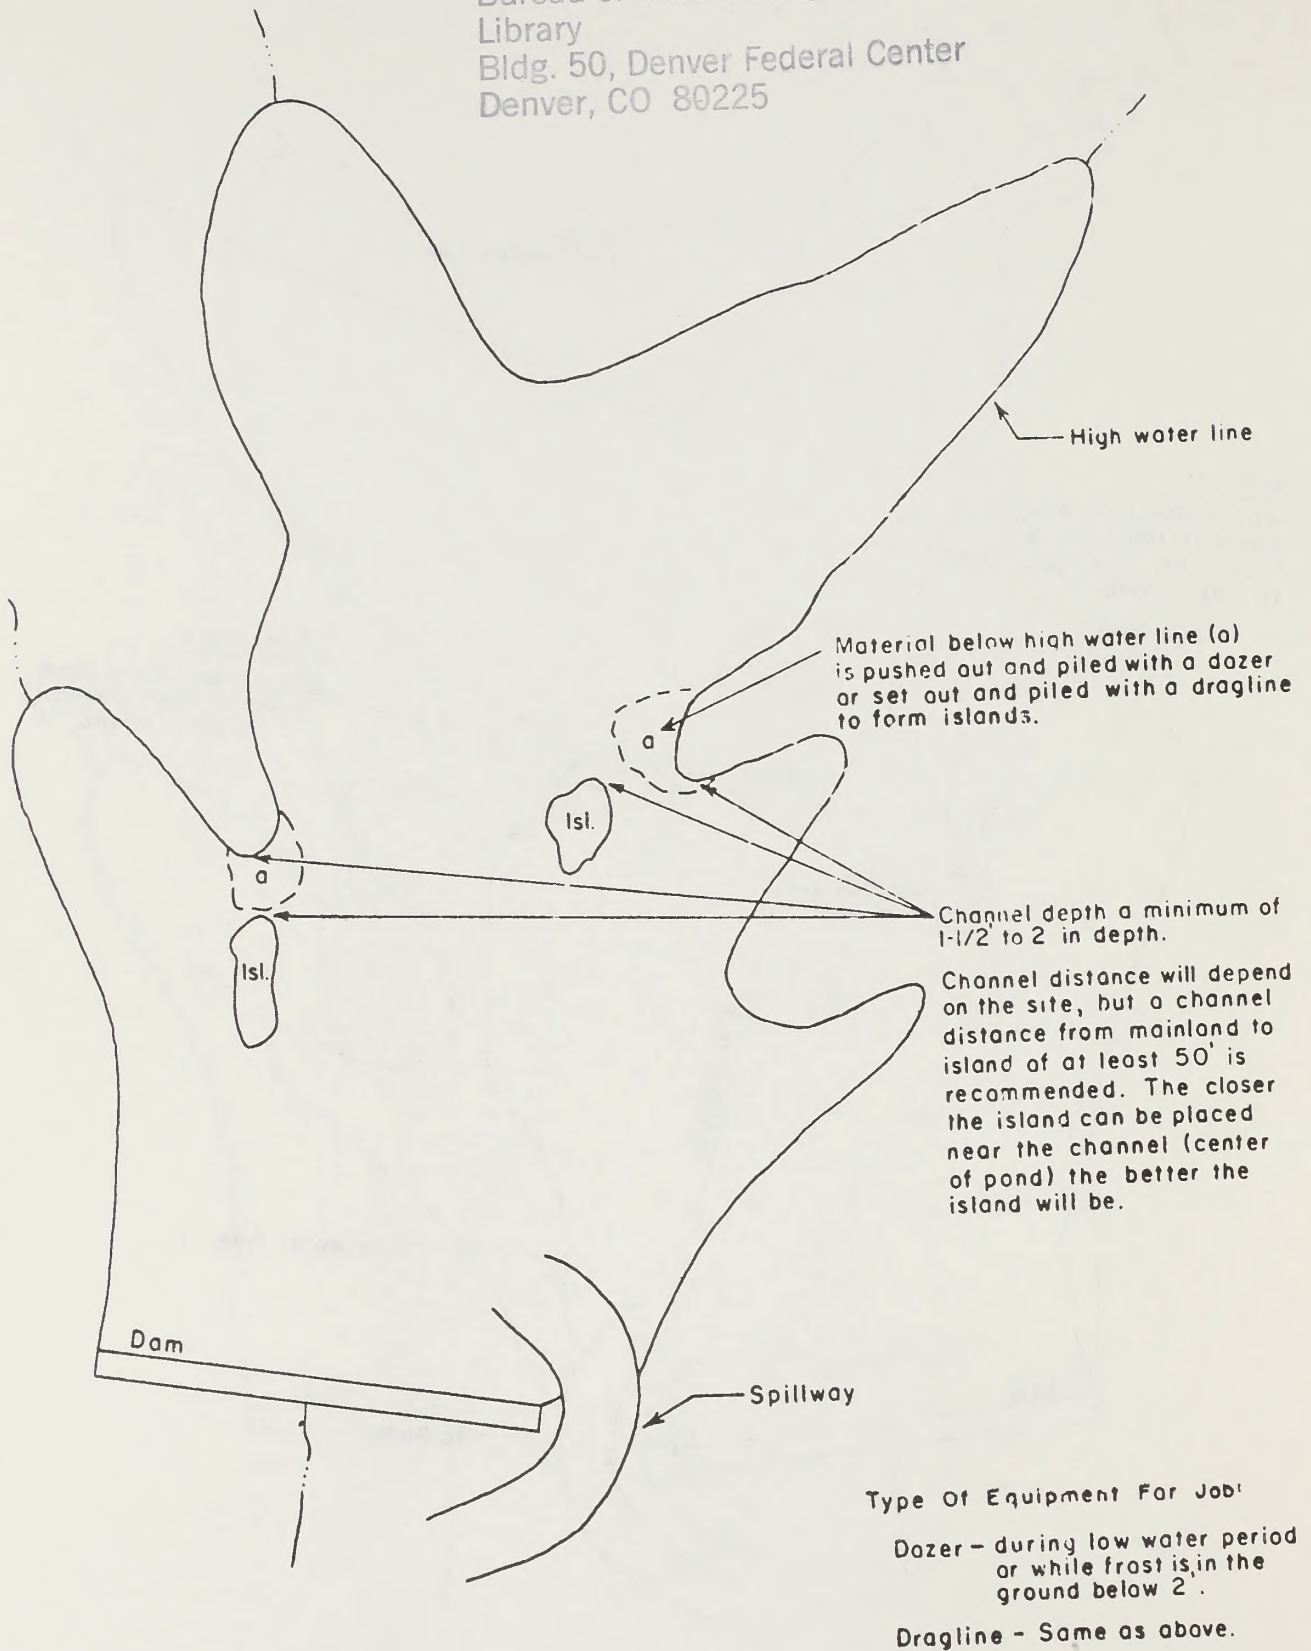 Library
Bldg. 50, Denver Federal Center
Denver, CO 80225
High water line
Material below high water line (a)
is pushed out and piled with a dozer
or set out and piled with a dragline
to form islands.
a
Isl.
a
Isl.
Channel depth a minimum of
1-1/2' to 2 in depth.
Channel distance will depend
on the site, but a channel
distance from mainland to
island of at least 50' is
recommended. The closer
the island can be placed
near the channel (center
of pond) the better the
island will be.
Dam
Spillway
Type Of Equipment For Job:
Dozer - during low water period
or while frost is in the
ground below 2'.
Dragline - Same as above.